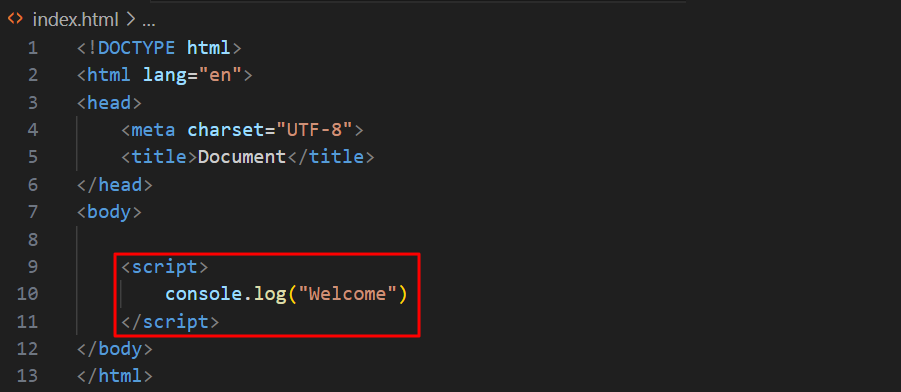 <> index.html > ...
1 <!DOCTYPE html>
2 <html lang="en">
3 <head>
4     <meta charset="UTF-8">
5     <title>Document</title>
6 </head>
7 <body>
8
9     <script>
10         console.log("Welcome")
11     </script>
12 </body>
13 </html>